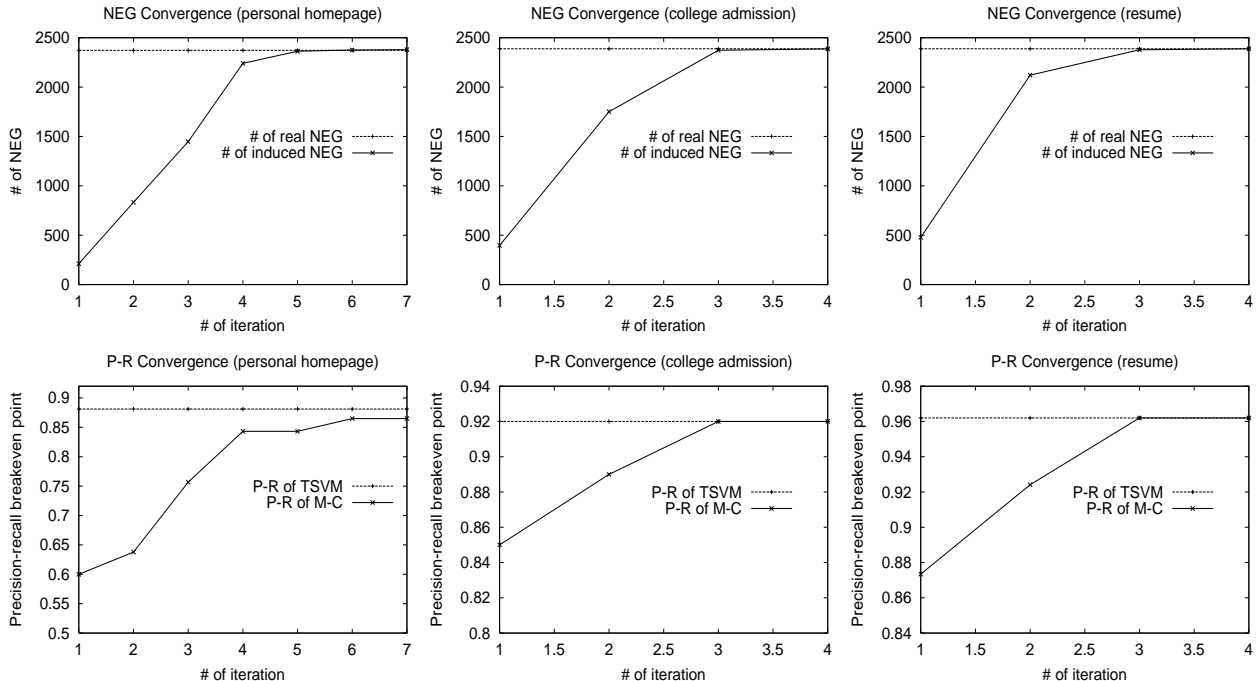 NEG Convergence (personal homepage)
# of NEG
2500
2000
1500
1000
500
0
# of real NEG
# of induced NEG
1 2 3 4 5 6 7
# of iteration
NEG Convergence (college admission)
# of NEG
2500
2000
1500
1000
500
0
# of real NEG
# of induced NEG
1 1.5 2 2.5 3 3.5 4
# of iteration
NEG Convergence (resume)
# of NEG
2500
2000
1500
1000
500
0
# of real NEG
# of induced NEG
1 1.5 2 2.5 3 3.5 4
# of iteration
P-R Convergence (personal homepage)
Precision-recall breakeven point
0.9
0.85
0.8
0.75
0.7
0.65
0.6
0.55
0.5
P-R of TSVM
P-R of M-C
1 2 3 4 5 6 7
# of iteration
P-R Convergence (college admission)
Precision-recall breakeven point
0.94
0.92
0.9
0.88
0.86
0.84
0.82
0.8
P-R of TSVM
P-R of M-C
1 1.5 2 2.5 3 3.5 4
# of iteration
P-R Convergence (resume)
Precision-recall breakeven point
0.98
0.96
0.94
0.92
0.9
0.88
0.86
0.84
P-R of TSVM
P-R of M-C
1 1.5 2 2.5 3 3.5 4
# of iteration